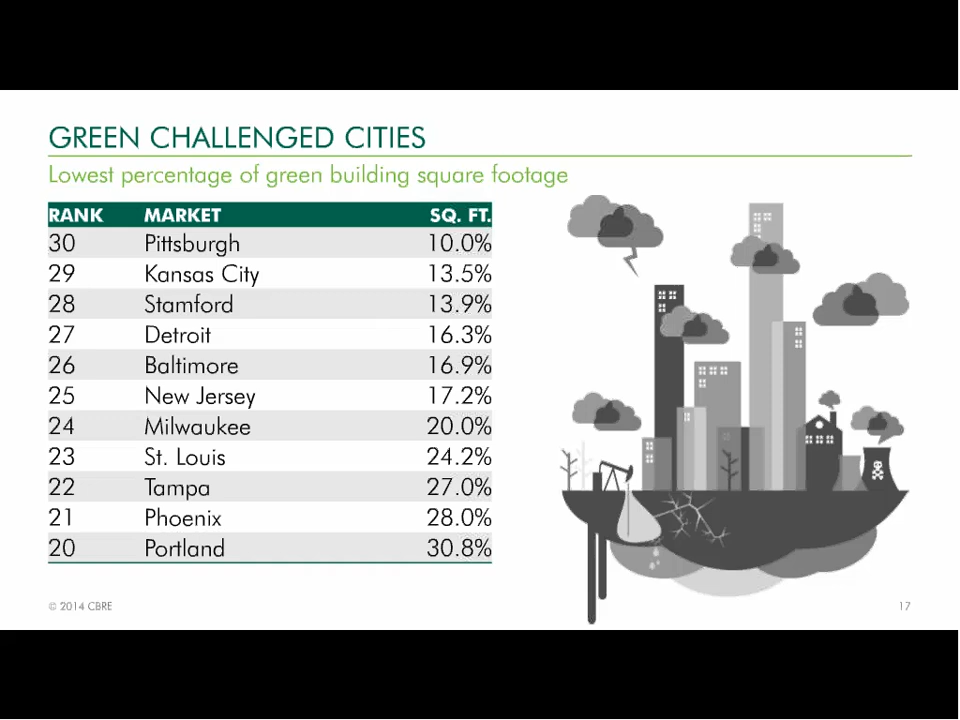 GREEN CHALLENGED CITIES
Lowest percentage of green building square footage
RANK MARKET SQ. FT.
30 Pittsburgh 10.0%
29 Kansas City 13.5%
28 Stamford 13.9%
27 Detroit 16.3%
26 Baltimore 16.9%
25 New Jersey 17.2%
24 Milwaukee 20.0%
23 St. Louis 24.2%
22 Tampa 27.0%
21 Phoenix 28.0%
20 Portland 30.8%
© 2014 CBRE 17